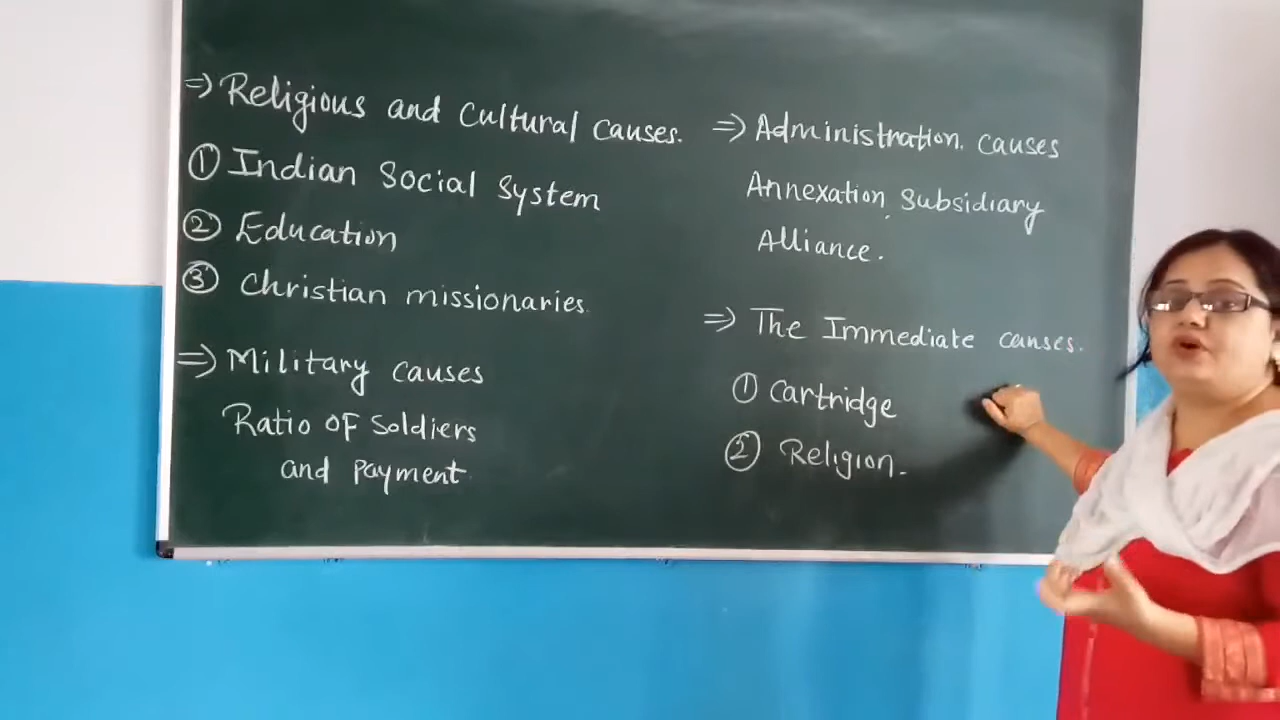 ⇒ Religious and Cultural causes.
① Indian Social System
② Education
③ Christian missionaries.
⇒ Military causes
Ratio OF Soldiers
and Payment
⇒ Administration. causes
Annexation, Subsidiary
Alliance.
⇒ The Immediate causes.
① Cartridge
② Religion.